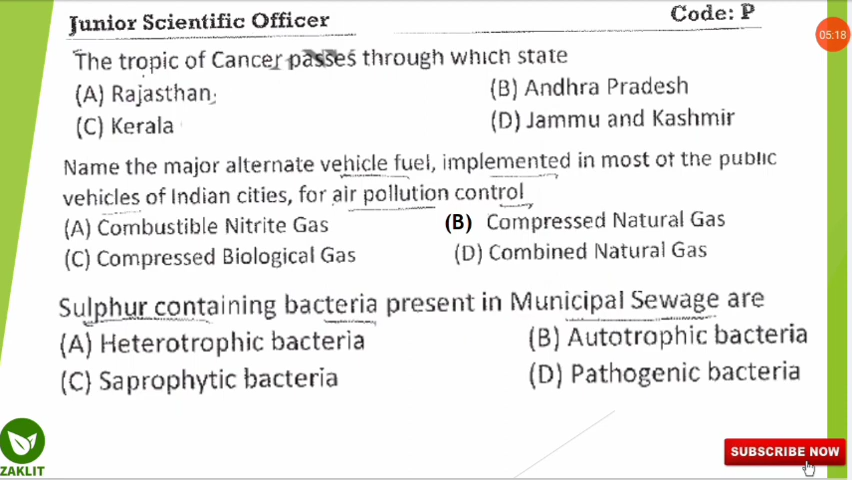 Junior Scientific Officer Code: P
05:18
The tropic of Cancer passes through which state
(A) Rajasthan (B) Andhra Pradesh
(C) Kerala (D) Jammu and Kashmir
Name the major alternate vehicle fuel, implemented in most of the public
vehicles of Indian cities, for air pollution control
(A) Combustible Nitrite Gas (B) Compressed Natural Gas
(C) Compressed Biological Gas (D) Combined Natural Gas
Sulphur containing bacteria present in Municipal Sewage are
(A) Heterotrophic bacteria (B) Autotrophic bacteria
(C) Saprophytic bacteria (D) Pathogenic bacteria
ZAKLIT
SUBSCRIBE NOW